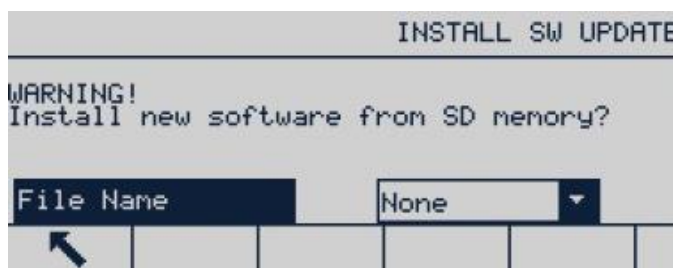 INSTALL SW UPDATE
WARNING!
Install new software from SD memory?
File Name None